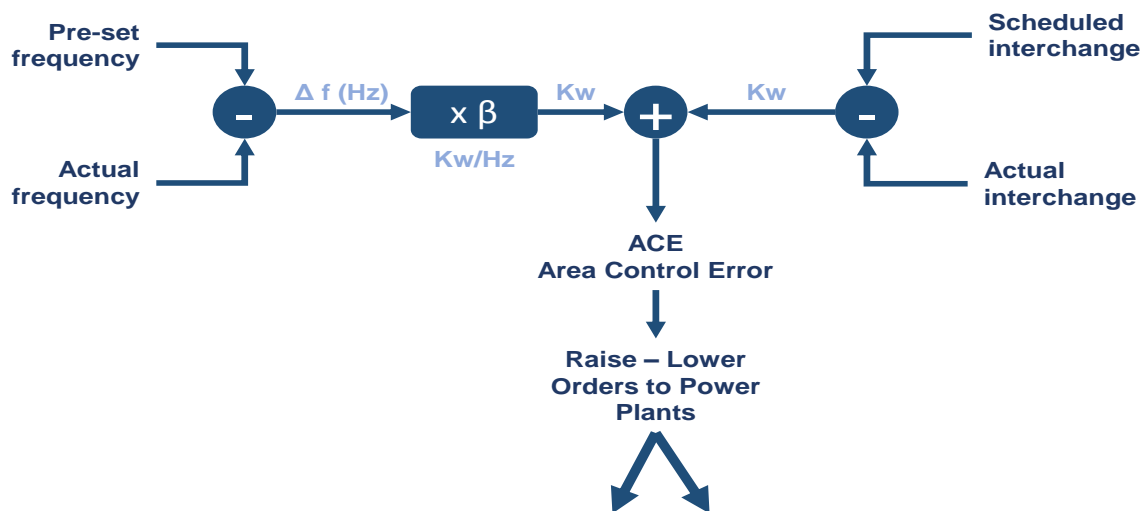 Pre-set
frequency
Scheduled
interchange
Δ f (Hz)
-
x β
Kw
+
Kw
-
Kw/Hz
Actual
frequency
Actual
interchange
ACE
Area Control Error
Raise – Lower
Orders to Power
Plants